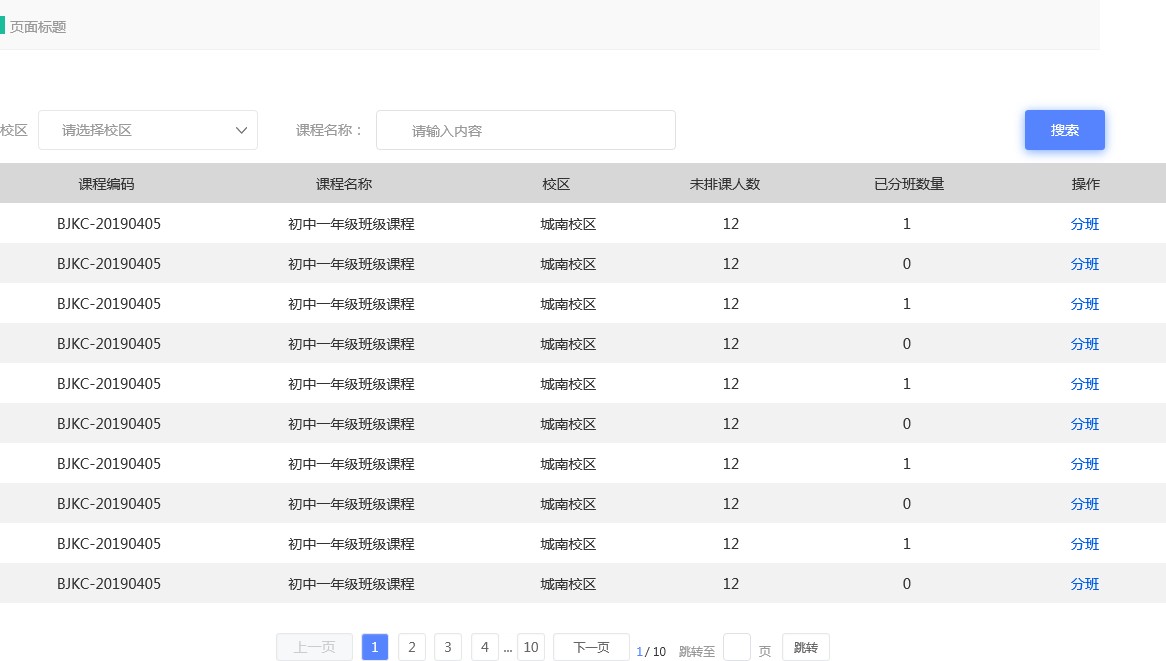 页面标题
校区 请选择校区 课程名称： 请输入内容 搜索
课程编码 课程名称 校区 未排课人数 已分班数量 操作
BJKC-20190405 初中一年级班级课程 城南校区 12 1 分班
BJKC-20190405 初中一年级班级课程 城南校区 12 0 分班
BJKC-20190405 初中一年级班级课程 城南校区 12 1 分班
BJKC-20190405 初中一年级班级课程 城南校区 12 0 分班
BJKC-20190405 初中一年级班级课程 城南校区 12 1 分班
BJKC-20190405 初中一年级班级课程 城南校区 12 0 分班
BJKC-20190405 初中一年级班级课程 城南校区 12 1 分班
BJKC-20190405 初中一年级班级课程 城南校区 12 0 分班
BJKC-20190405 初中一年级班级课程 城南校区 12 1 分班
BJKC-20190405 初中一年级班级课程 城南校区 12 0 分班
上一页 1 2 3 4 ... 10 下一页 1/ 10 跳转至 页 跳转